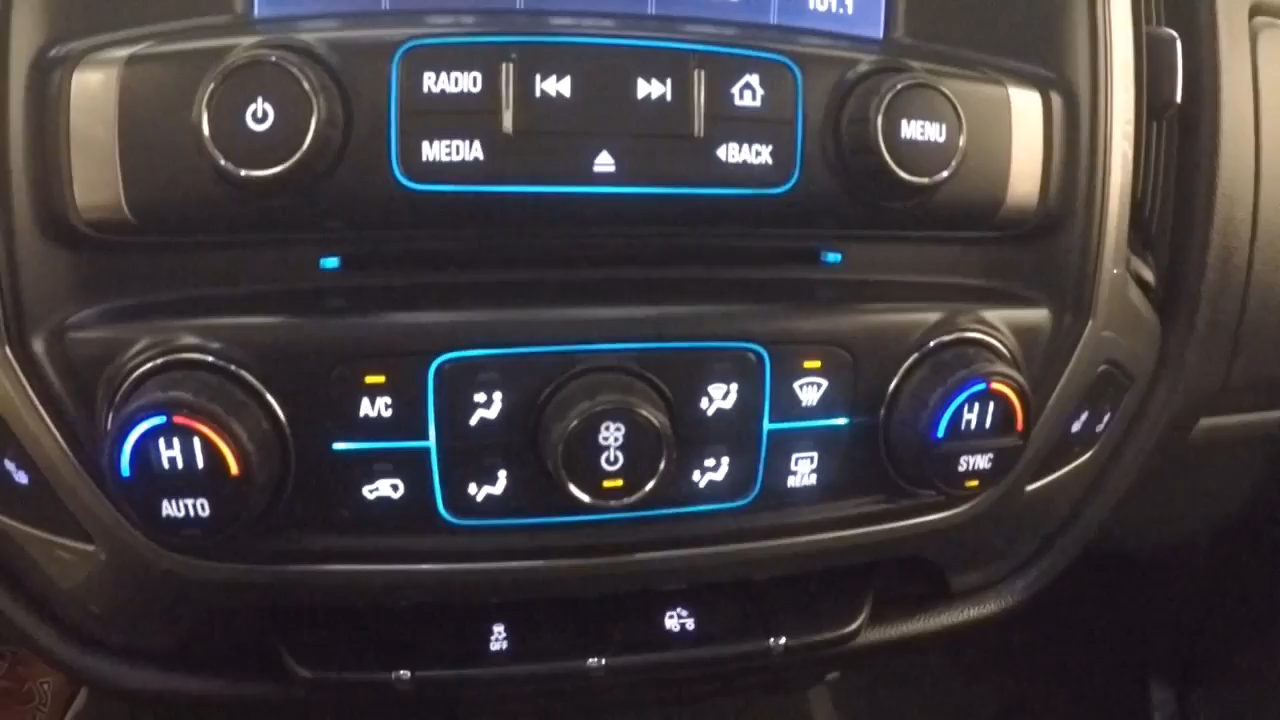 101.1
RADIO
MEDIA
BACK
MENU
A/C
HI
AUTO
REAR
HI
SYNC
OFF